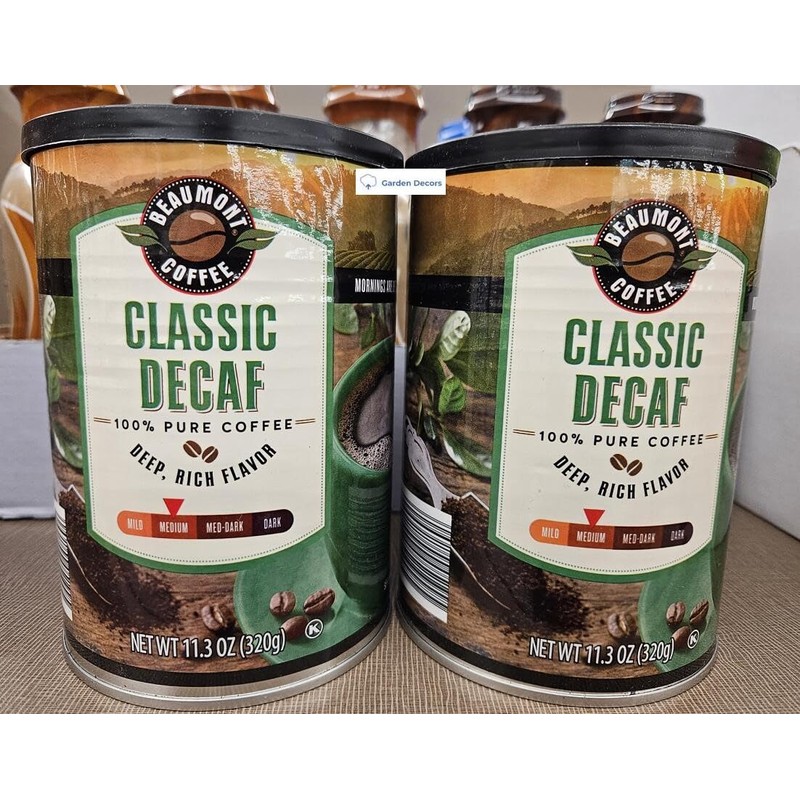 Garden Decors
BEAUMONT
COFFEE
MORNINGS ARE
CLASSIC
DECAF
100% PURE COFFEE
DEEP, RICH FLAVOR
MILD MEDIUM MED-DARK DARK
NET WT 11.3 OZ (320g)
K
BEAUMONT
COFFEE
CLASSIC
DECAF
100% PURE COFFEE
DEEP, RICH FLAVOR
MILD MEDIUM MED-DARK DARK
NET WT 11.3 OZ (320g)
K